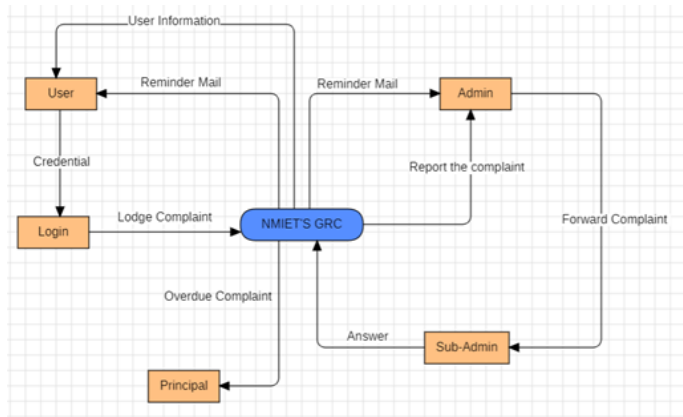 User Information
Reminder Mail
Reminder Mail
User
Admin
Credential
Report the complaint
Lodge Complaint
NMIET'S GRC
Forward Complaint
Login
Overdue Complaint
Answer
Sub-Admin
Principal